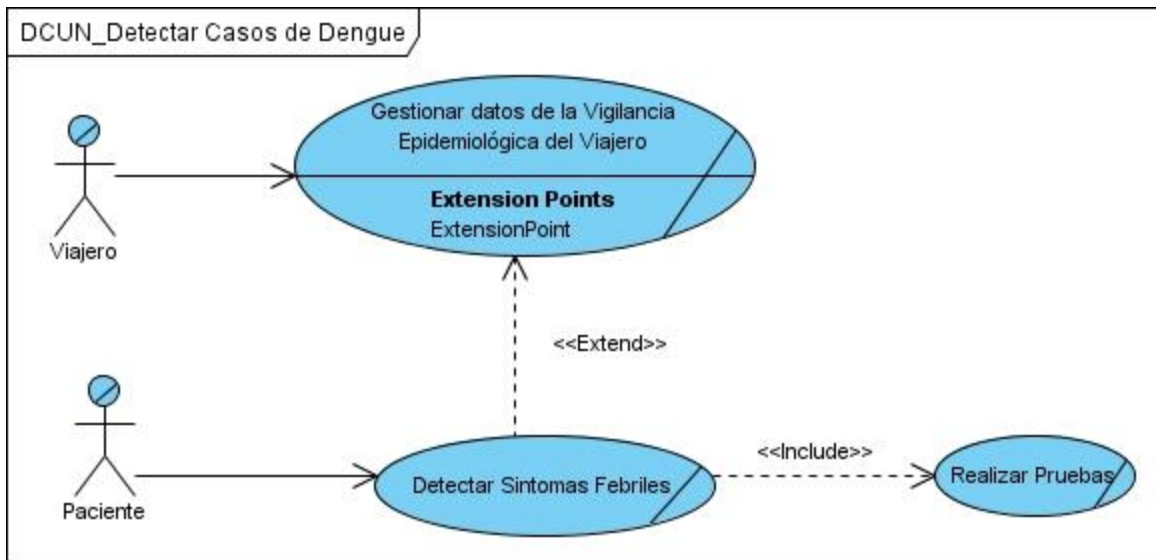 DCUN_Detectar Casos de Dengue
Gestionar datos de la Vigilancia
Epidemiológica del Viajero
Extension Points
ExtensionPoint
Viajero
<<Extend>>
<<Include>>
Detectar Sintomas Febriles
Realizar Pruebas
Paciente